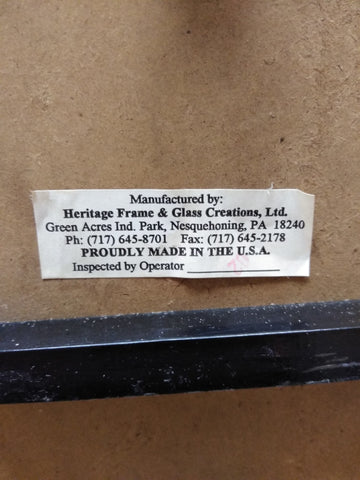 Manufactured by:
Heritage Frame & Glass Creations, Ltd.
Green Acres Ind. Park, Nesquehoning, PA 18240
Ph: (717) 645-8701 Fax: (717) 645-2178
PROUDLY MADE IN THE U.S.A.
Inspected by Operator